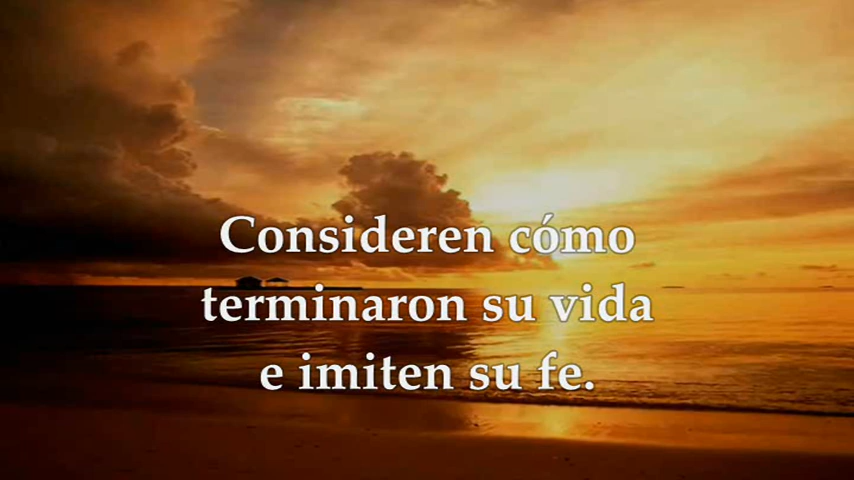 Consideren cómo
terminaron su vida
e imiten su fe.